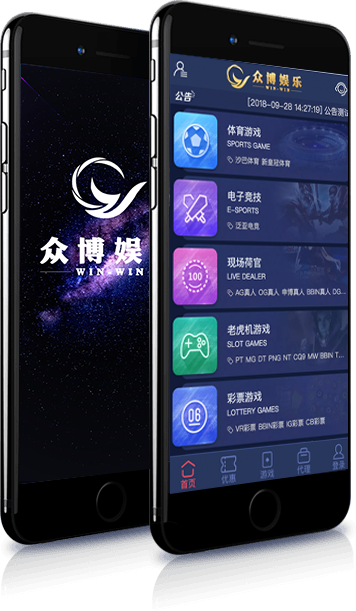 众博娱
WIN-WIN
众博娱乐
WIN-WIN
公告
[2018-09-28 14:27:19] 公告测试
体育游戏
SPORTS GAME
沙巴体育 新皇冠体育
电子竞技
E-SPORTS
泛亚电竞
现场荷官
100
LIVE DEALER
AG真人 OG真人 申博真人 BBIN真人 DG...
老虎机游戏
SLOT GAMES
PT MG DT PNG NT CQ9 MW BBIN T...
彩票游戏
06
LOTTERY GAMES
VR彩票 BBIN彩票 IG彩票 CB彩票
首页
优惠
游戏
代理
登录